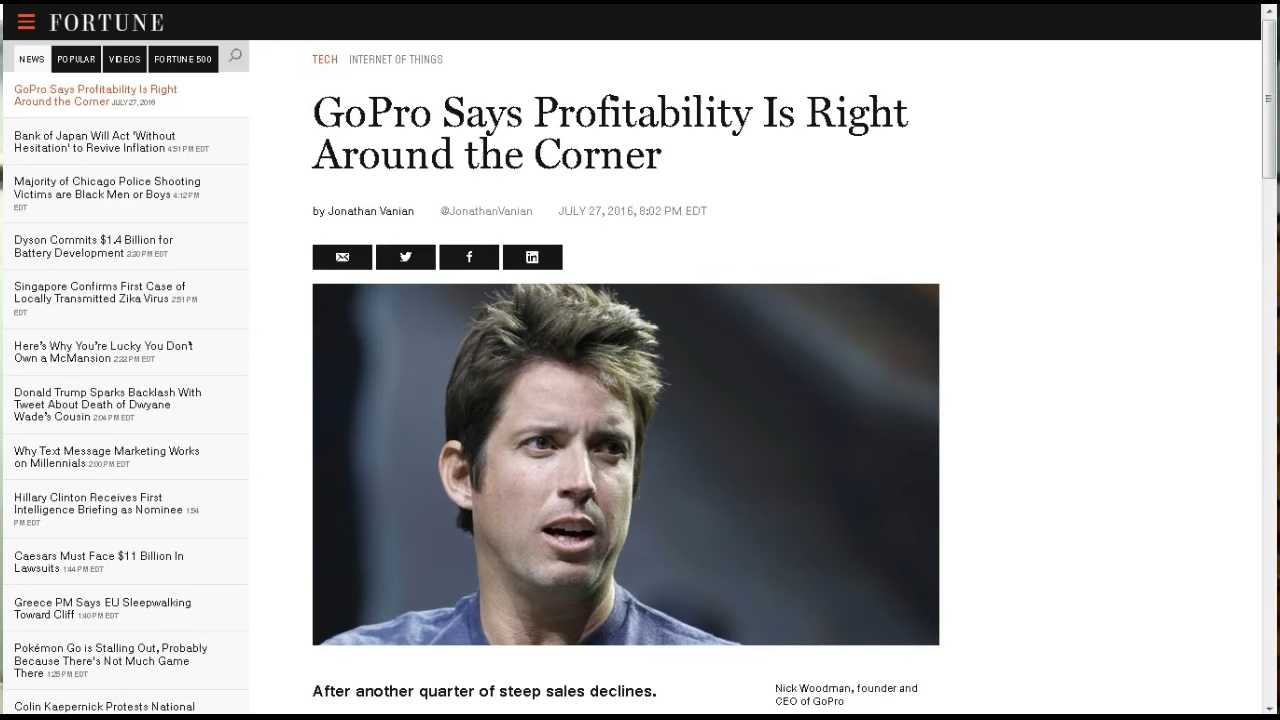 FORTUNE
NEWS
POPULAR
VIDEOS
FORTUNE 500
GoPro Says Profitability Is Right
Around the Corner JULY 27, 2016
Bank of Japan Will Act 'Without
Hesitation' to Revive Inflation 4:51 PM EDT
Majority of Chicago Police Shooting
Victims are Black Men or Boys 4:12 PM
EDT
Dyson Commits $1.4 Billion for
Battery Development 2:20 PM EDT
Singapore Confirms First Case of
Locally Transmitted Zika Virus 2:51 PM
EDT
Here's Why You're Lucky You Don't
Own a McMansion 2:22 PM EDT
Donald Trump Sparks Backlash With
Tweet About Death of Dwyane
Wade's Cousin 2:04 PM EDT
Why Text Message Marketing Works
on Millennials 2:00 PM EDT
Hillary Clinton Receives First
Intelligence Briefing as Nominee 1:54
PM EDT
Caesars Must Face $11 Billion In
Lawsuits 1:44 PM EDT
Greece PM Says EU Sleepwalking
Toward Cliff 1:40 PM EDT
Pokémon Go is Stalling Out, Probably
Because There's Not Much Game
There 1:25 PM EDT
Colin Kaepernick Protests National
TECH INTERNET OF THINGS
GoPro Says Profitability Is Right
Around the Corner
by Jonathan Vanian @JonathanVanian JULY 27, 2016, 8:02 PM EDT
After another quarter of steep sales declines.
Nick Woodman, founder and
CEO of GoPro